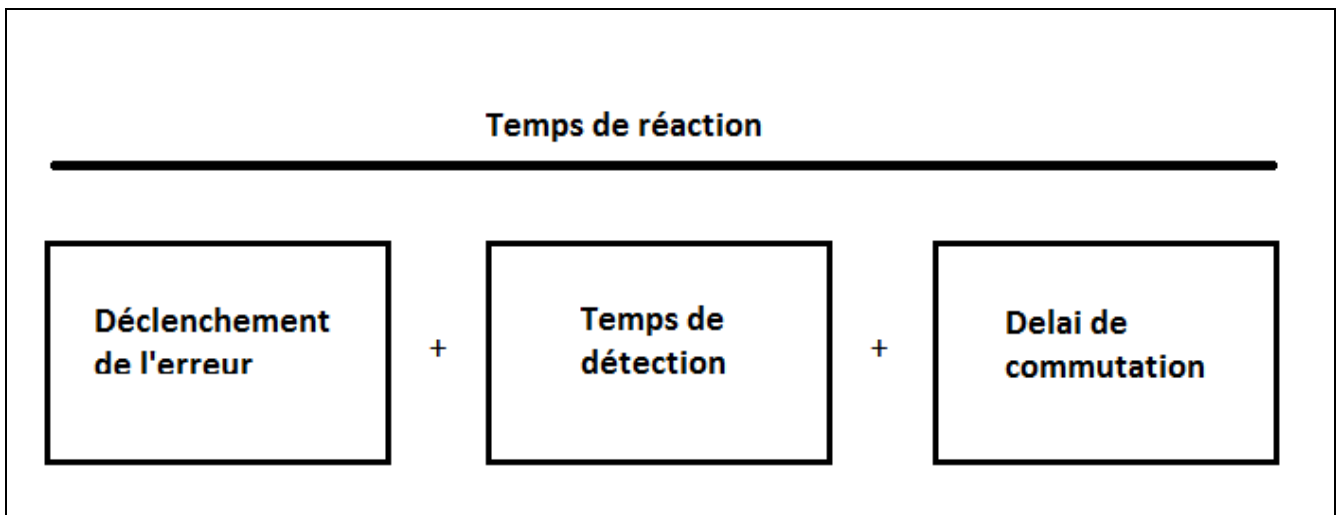 Temps de réaction
Déclenchement
de l'erreur
+
Temps de
détection
+
Delai de
commutation